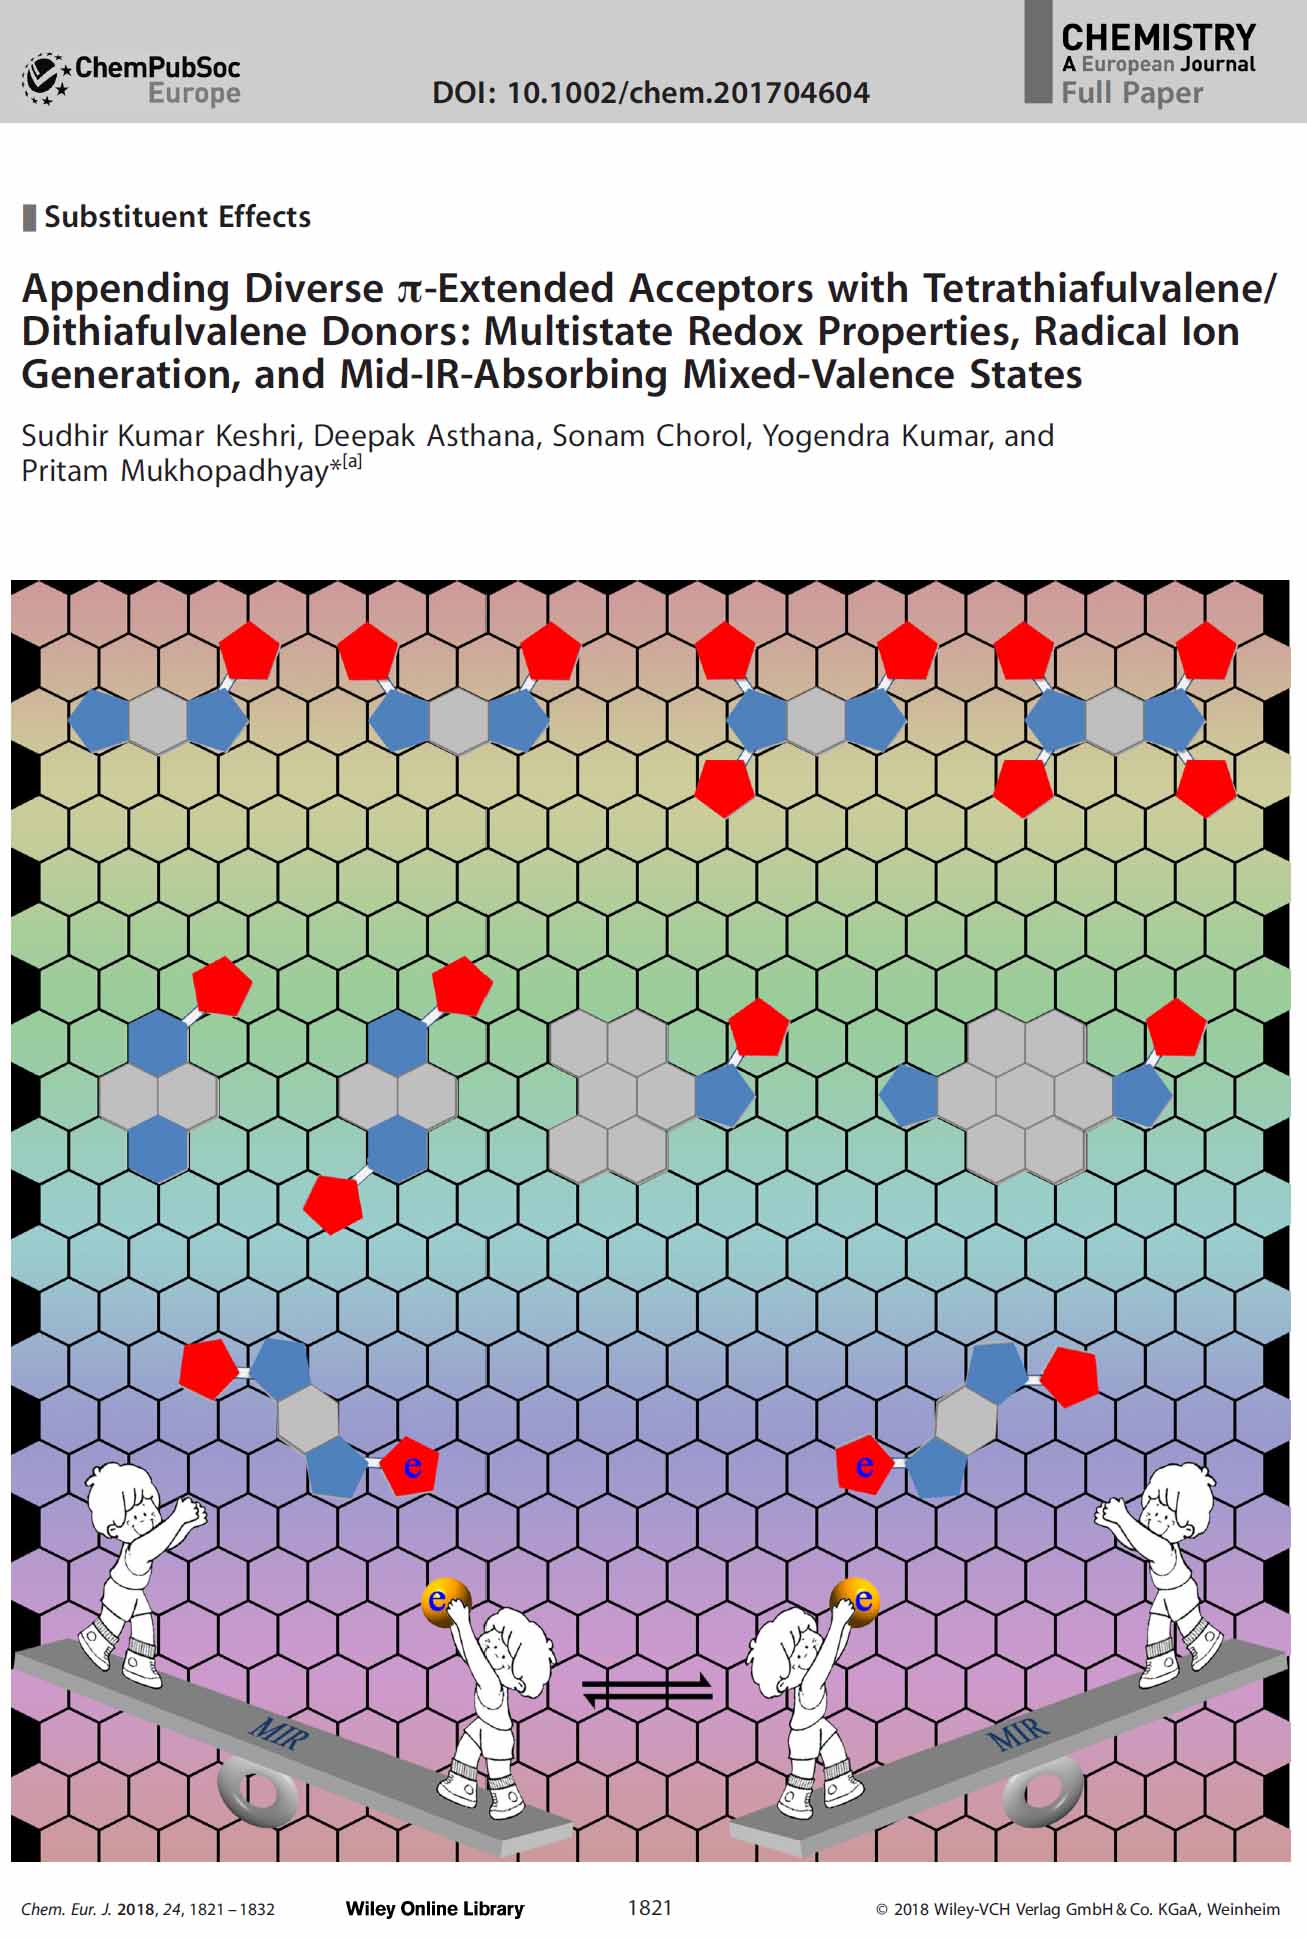 ChemPubSoc
Europe
DOI: 10.1002/chem.201704604
CHEMISTRY
A European Journal
Full Paper
Substituent Effects
Appending Diverse π-Extended Acceptors with Tetrathiafulvalene/
Dithiafulvalene Donors: Multistate Redox Properties, Radical Ion
Generation, and Mid-IR-Absorbing Mixed-Valence States
Sudhir Kumar Keshri, Deepak Asthana, Sonam Chorol, Yogendra Kumar, and
Pritam Mukhopadhyay*[a]
e
e
e
e
MIR
MIR
Chem. Eur. J. 2018, 24, 1821–1832
Wiley Online Library
1821
© 2018 Wiley-VCH Verlag GmbH & Co. KGaA, Weinheim